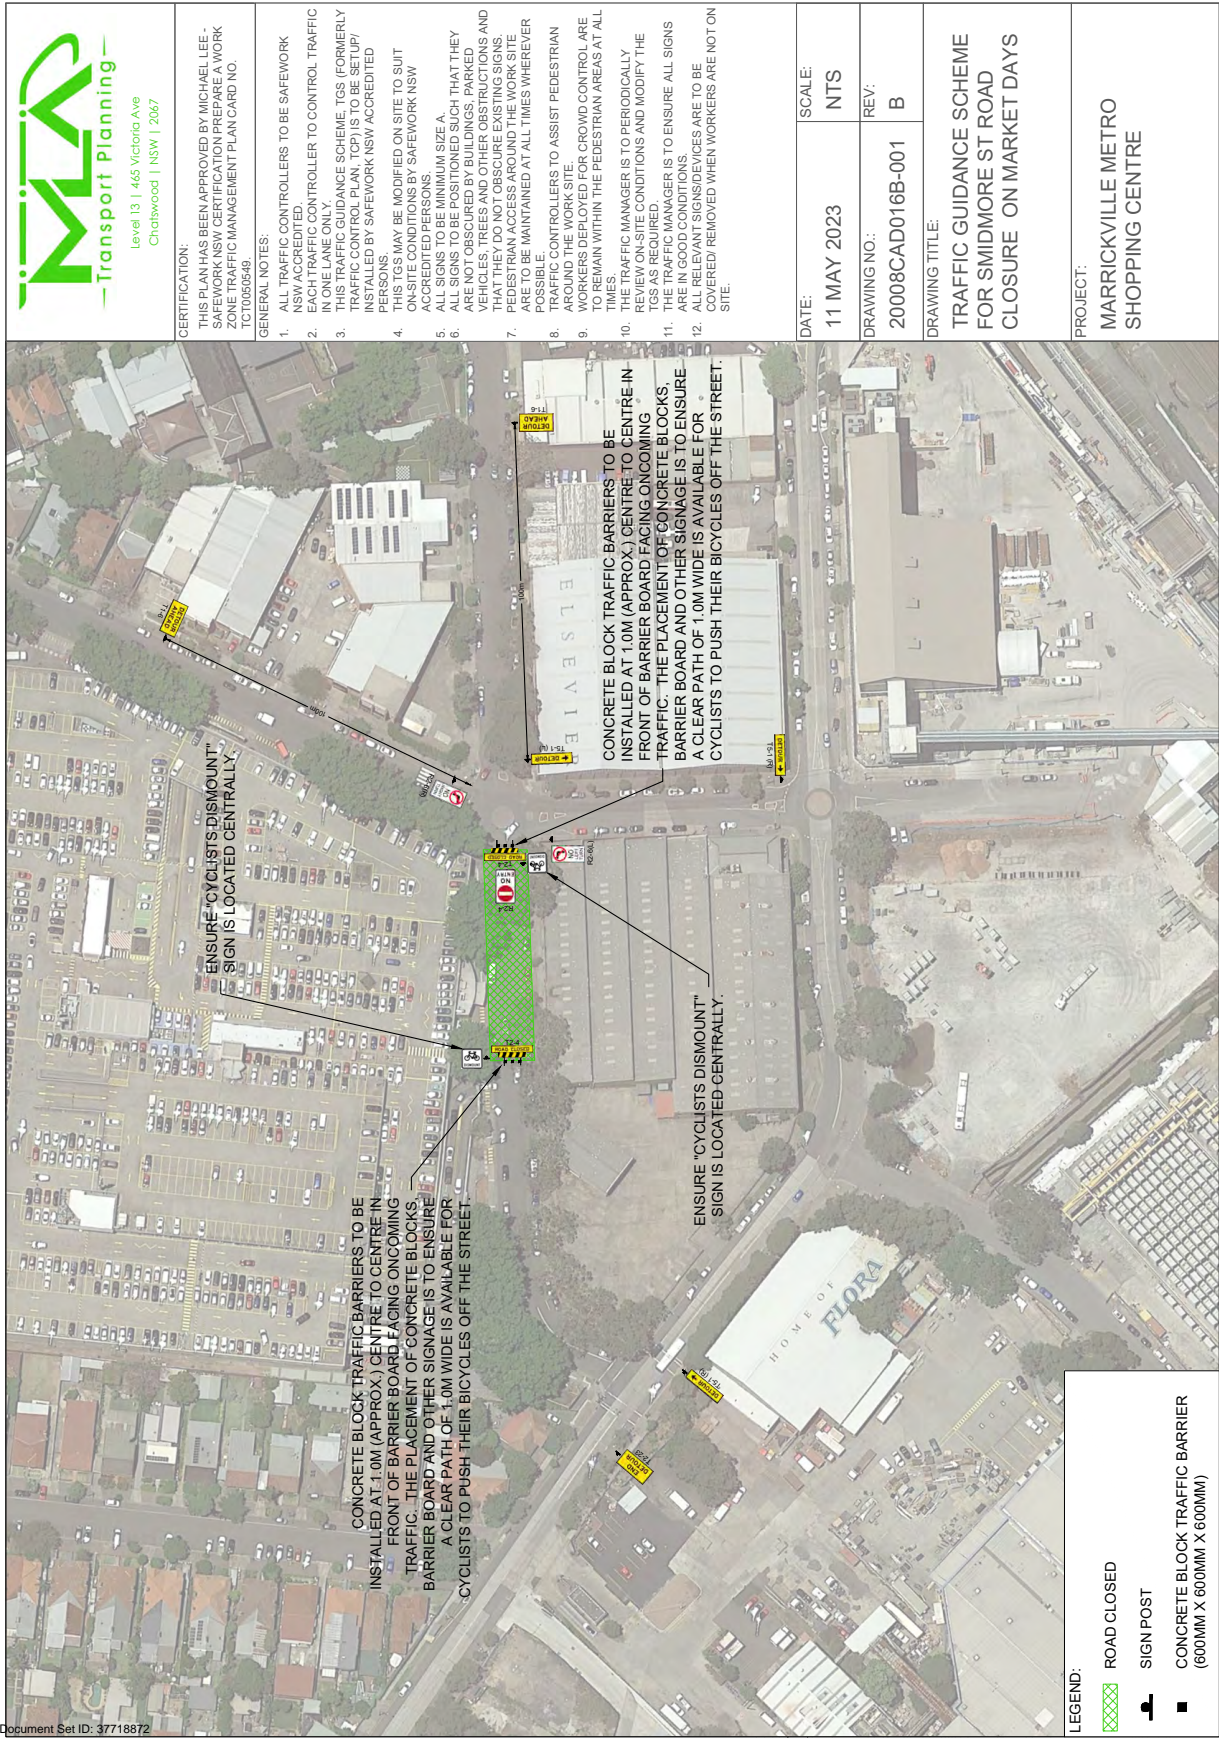 MLA
Transport Planning
Level 13 | 465 Victoria Ave
Chatswood | NSW | 2067
CERTIFICATION:
THIS PLAN HAS BEEN APPROVED BY MICHAEL LEE -
SAFEWORK NSW CERTIFICATION PREPARE A WORK
ZONE TRAFFIC MANAGEMENT PLAN CARD NO.
TCT0050549.
GENERAL NOTES:
1. ALL TRAFFIC CONTROLLERS TO BE SAFEWORK
NSW ACCREDITED.
2. EACH TRAFFIC CONTROLLER TO CONTROL TRAFFIC
IN ONE LANE ONLY.
3. THIS TRAFFIC GUIDANCE SCHEME, TGS (FORMERLY
TRAFFIC CONTROL PLAN, TCP) IS TO BE SETUP/
INSTALLED BY SAFEWORK NSW ACCREDITED
PERSONS.
4. THIS TGS MAY BE MODIFIED ON SITE TO SUIT
ON-SITE CONDITIONS BY SAFEWORK NSW
ACCREDITED PERSONS.
5. ALL SIGNS TO BE MINIMUM SIZE A.
6. ALL SIGNS TO BE POSITIONED SUCH THAT THEY
ARE NOT OBSCURED BY BUILDINGS, PARKED
VEHICLES, TREES AND OTHER OBSTRUCTIONS AND
THAT THEY DO NOT OBSCURE EXISTING SIGNS.
7. PEDESTRIAN ACCESS AROUND THE WORK SITE
ARE TO BE MAINTAINED AT ALL TIMES WHEREVER
POSSIBLE.
8. TRAFFIC CONTROLLERS TO ASSIST PEDESTRIAN
AROUND THE WORK SITE.
9. WORKERS DEPLOYED FOR CROWD CONTROL ARE
TO REMAIN WITHIN THE PEDESTRIAN AREAS AT ALL
TIMES.
10. THE TRAFFIC MANAGER IS TO PERIODICALLY
REVIEW ON-SITE CONDITIONS AND MODIFY THE
TGS AS REQUIRED.
11. THE TRAFFIC MANAGER IS TO ENSURE ALL SIGNS
ARE IN GOOD CONDITIONS.
12. ALL RELEVANT SIGNS/DEVICES ARE TO BE
COVERED/ REMOVED WHEN WORKERS ARE NOT ON
SITE.
DATE:
11 MAY 2023
SCALE:
NTS
DRAWING NO.:
20008CAD016B-001
REV:
B
DRAWING TITLE:
TRAFFIC GUIDANCE SCHEME
FOR SMIDMORE ST ROAD
CLOSURE ON MARKET DAYS
PROJECT:
MARRICKVILLE METRO
SHOPPING CENTRE
T1-6
DETOUR
AHEAD
100m
T1-6
DETOUR
AHEAD
100m
ELSEVIER
DETOUR
T5-1 (L)
DETOUR
T5-1 (R)
NO
ROAD CLOSED
T2-4
NO
ENTRY
R2-4
NO
LEFT
TURN
R2-6(L)
DISMOUNT
T2-4
ENSURE "CYCLISTS DISMOUNT"
SIGN IS LOCATED CENTRALLY.
CONCRETE BLOCK TRAFFIC BARRIERS TO BE
INSTALLED AT 1.0M (APPROX.) CENTRE TO CENTRE IN
FRONT OF BARRIER BOARD FACING ONCOMING
TRAFFIC. THE PLACEMENT OF CONCRETE BLOCKS,
BARRIER BOARD AND OTHER SIGNAGE IS TO ENSURE
A CLEAR PATH OF 1.0M WIDE IS AVAILABLE FOR
CYCLISTS TO PUSH THEIR BICYCLES OFF THE STREET.
ENSURE "CYCLISTS DISMOUNT"
SIGN IS LOCATED CENTRALLY.
CONCRETE BLOCK TRAFFIC BARRIERS TO BE
INSTALLED AT 1.0M (APPROX.) CENTRE TO CENTRE IN
FRONT OF BARRIER BOARD FACING ONCOMING
TRAFFIC. THE PLACEMENT OF CONCRETE BLOCKS,
BARRIER BOARD AND OTHER SIGNAGE IS TO ENSURE
A CLEAR PATH OF 1.0M WIDE IS AVAILABLE FOR
CYCLISTS TO PUSH THEIR BICYCLES OFF THE STREET.
HOME OF
FLORA
DETOUR
T5-1 (R)
END
DETOUR
T2-23
LEGEND:
ROAD CLOSED
SIGN POST
CONCRETE BLOCK TRAFFIC BARRIER
(600MM X 600MM X 600MM)
Document Set ID: 37718872